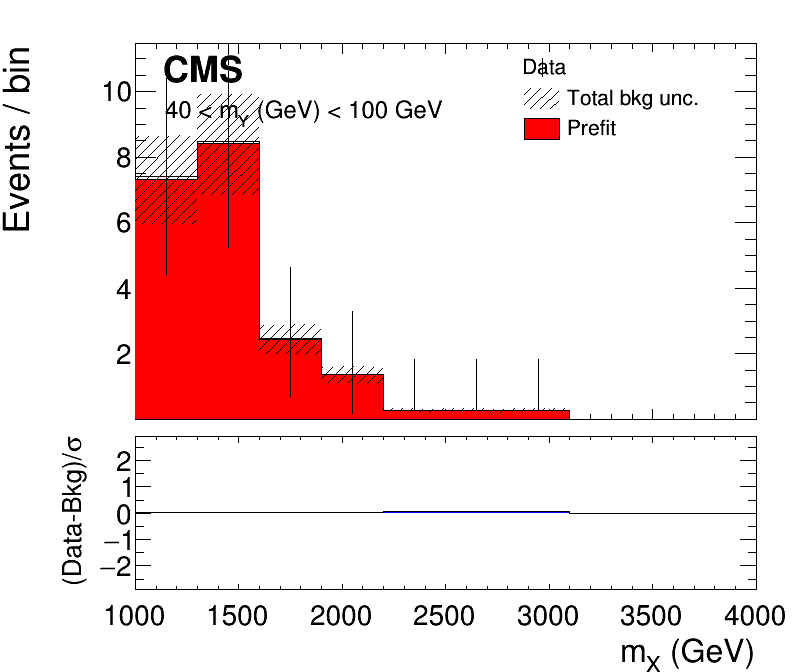 CMS
40 < mY (GeV) < 100 GeV
Data
Total bkg unc.
Prefit
Events / bin
10
8
6
4
2
(Data-Bkg)/σ
2
1
0
−1
−2
1000 1500 2000 2500 3000 3500 4000
mX (GeV)